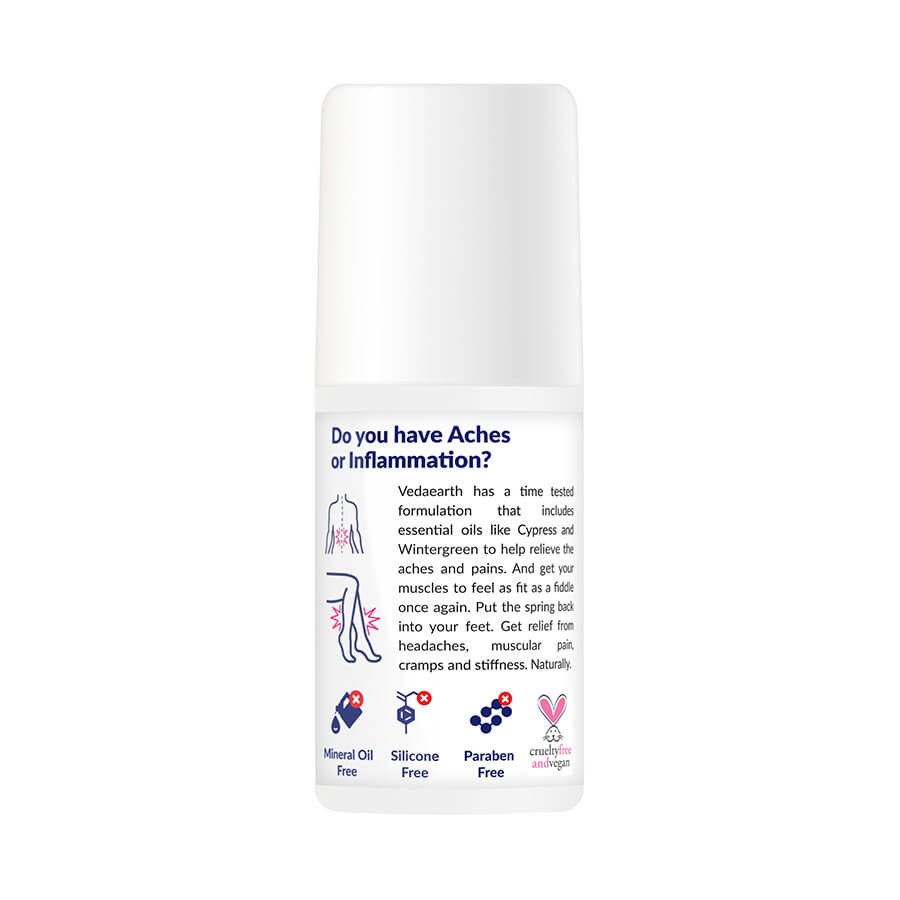 Do you have Aches
or Inflammation?
Vedaearth has a time tested
formulation that includes
essential oils like Cypress and
Wintergreen to help relieve the
aches and pains. And get your
muscles to feel as fit as a fiddle
once again. Put the spring back
into your feet. Get relief from
headaches, muscular pain,
cramps and stiffness. Naturally.
Mineral Oil
Free
Silicone
Free
Paraben
Free
crueltyfree
andvegan